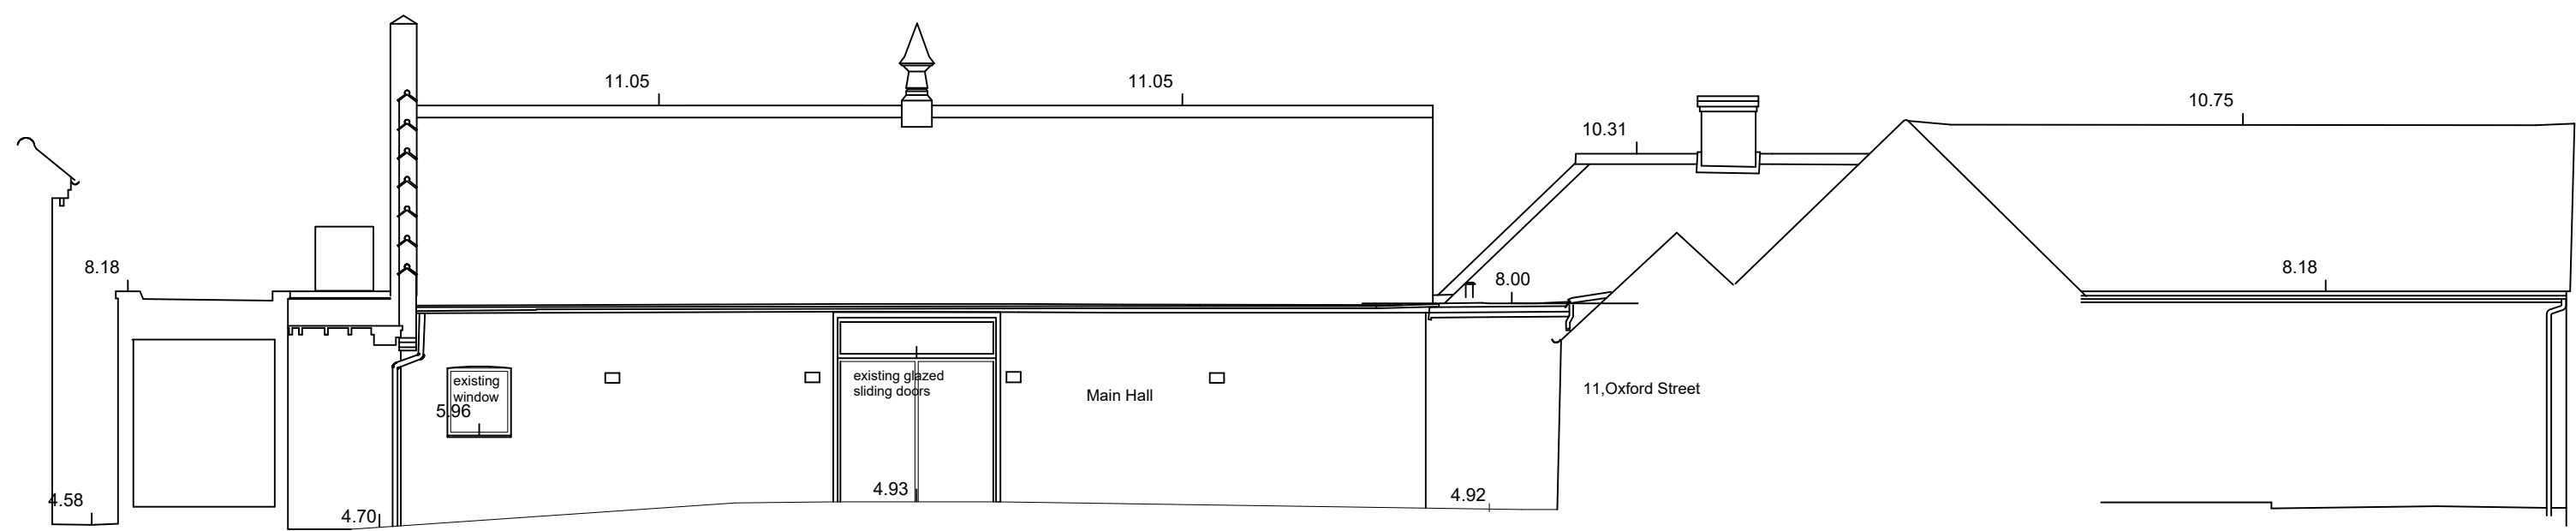 11.05
11.05
10.75
10.31
8.18
8.00
8.18
existing
window
5.96
existing glazed
sliding doors
Main Hall
11,Oxford Street
4.58
4.70
4.93
4.92